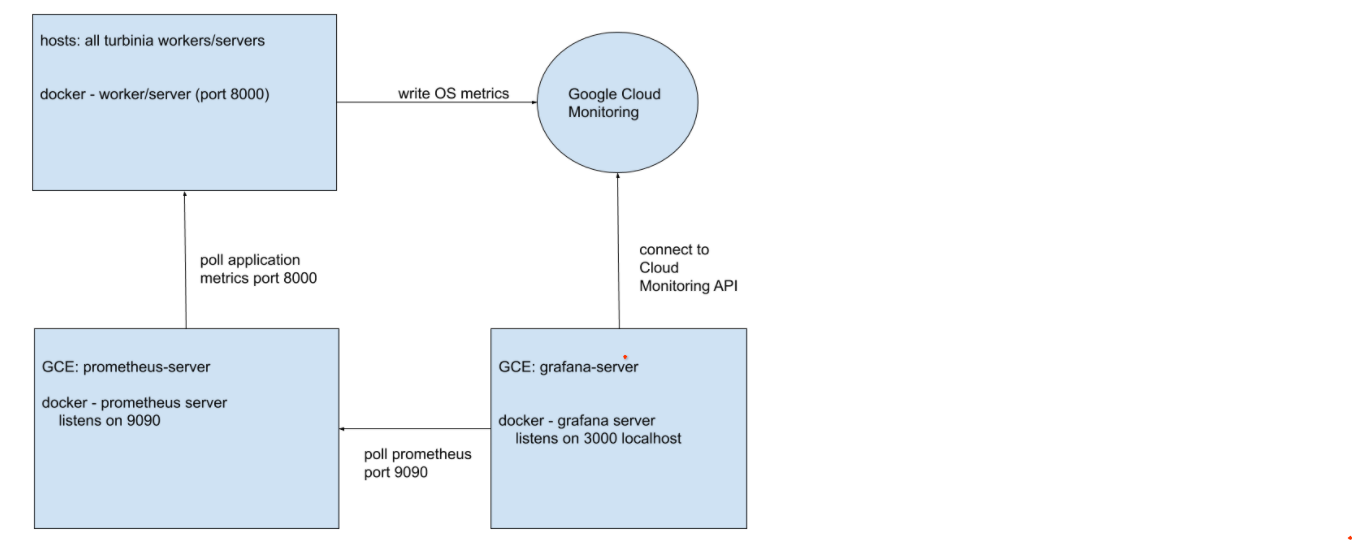 hosts: all turbinia workers/servers
docker - worker/server (port 8000)
write OS metrics
Google Cloud
Monitoring
poll application
metrics port 8000
connect to
Cloud
Monitoring API
GCE: prometheus-server
docker - prometheus server
listens on 9090
poll prometheus
port 9090
GCE: grafana-server
docker - grafana server
listens on 3000 localhost